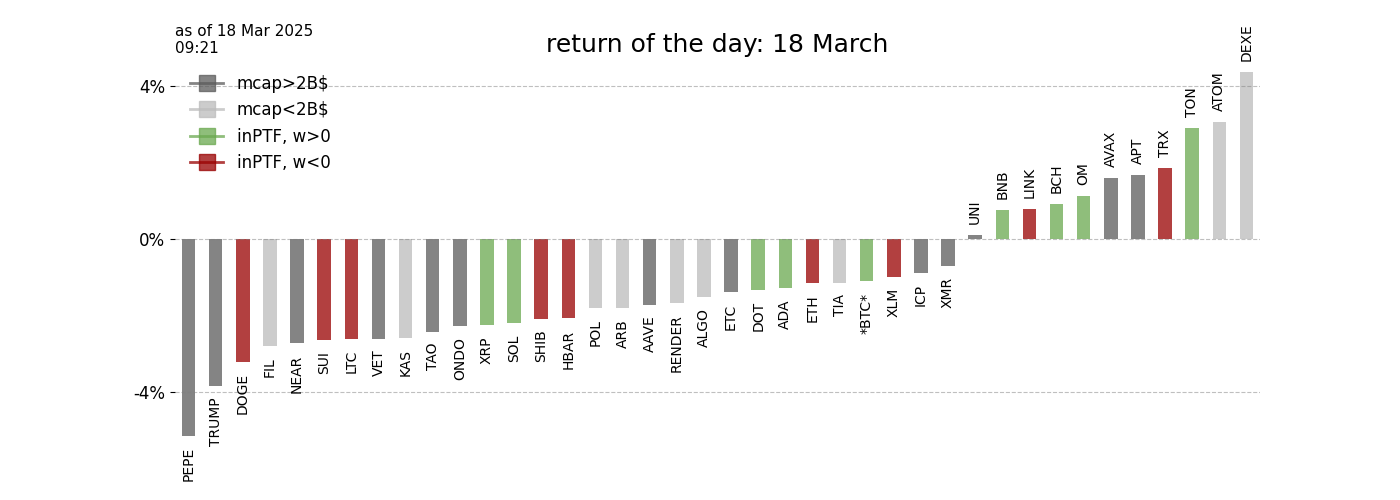 as of 18 Mar 2025
09:21
return of the day: 18 March
mcap>2B$
mcap<2B$
inPTF, w>0
inPTF, w<0
4%
0%
-4%
PEPE
TRUMP
DOGE
FIL
NEAR
SUI
LTC
VET
KAS
TAO
ONDO
XRP
SOL
SHIB
HBAR
POL
ARB
AAVE
RENDER
ALGO
ETC
DOT
ADA
ETH
TIA
*BTC*
XLM
ICP
XMR
UNI
BNB
LINK
BCH
OM
AVAX
APT
TRX
TON
ATOM
DEXE